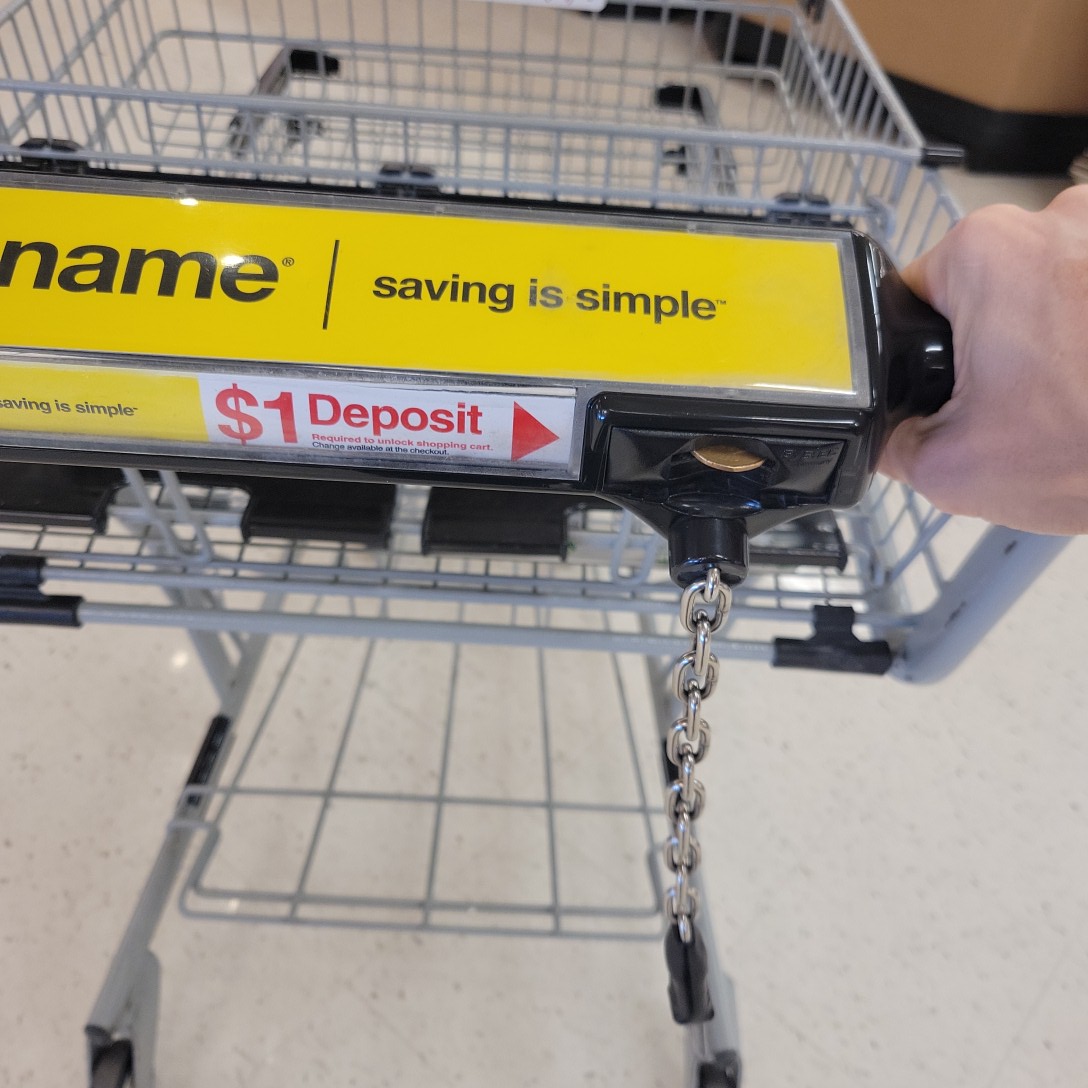 name®
saving is simple™
saving is simple™
$1 Deposit
Required to unlock shopping cart.
Change available at the checkout.